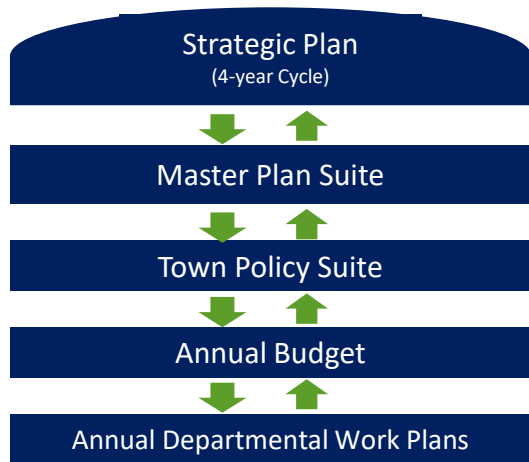 Strategic Plan
(4-year Cycle)
Master Plan Suite
Town Policy Suite
Annual Budget
Annual Departmental Work Plans